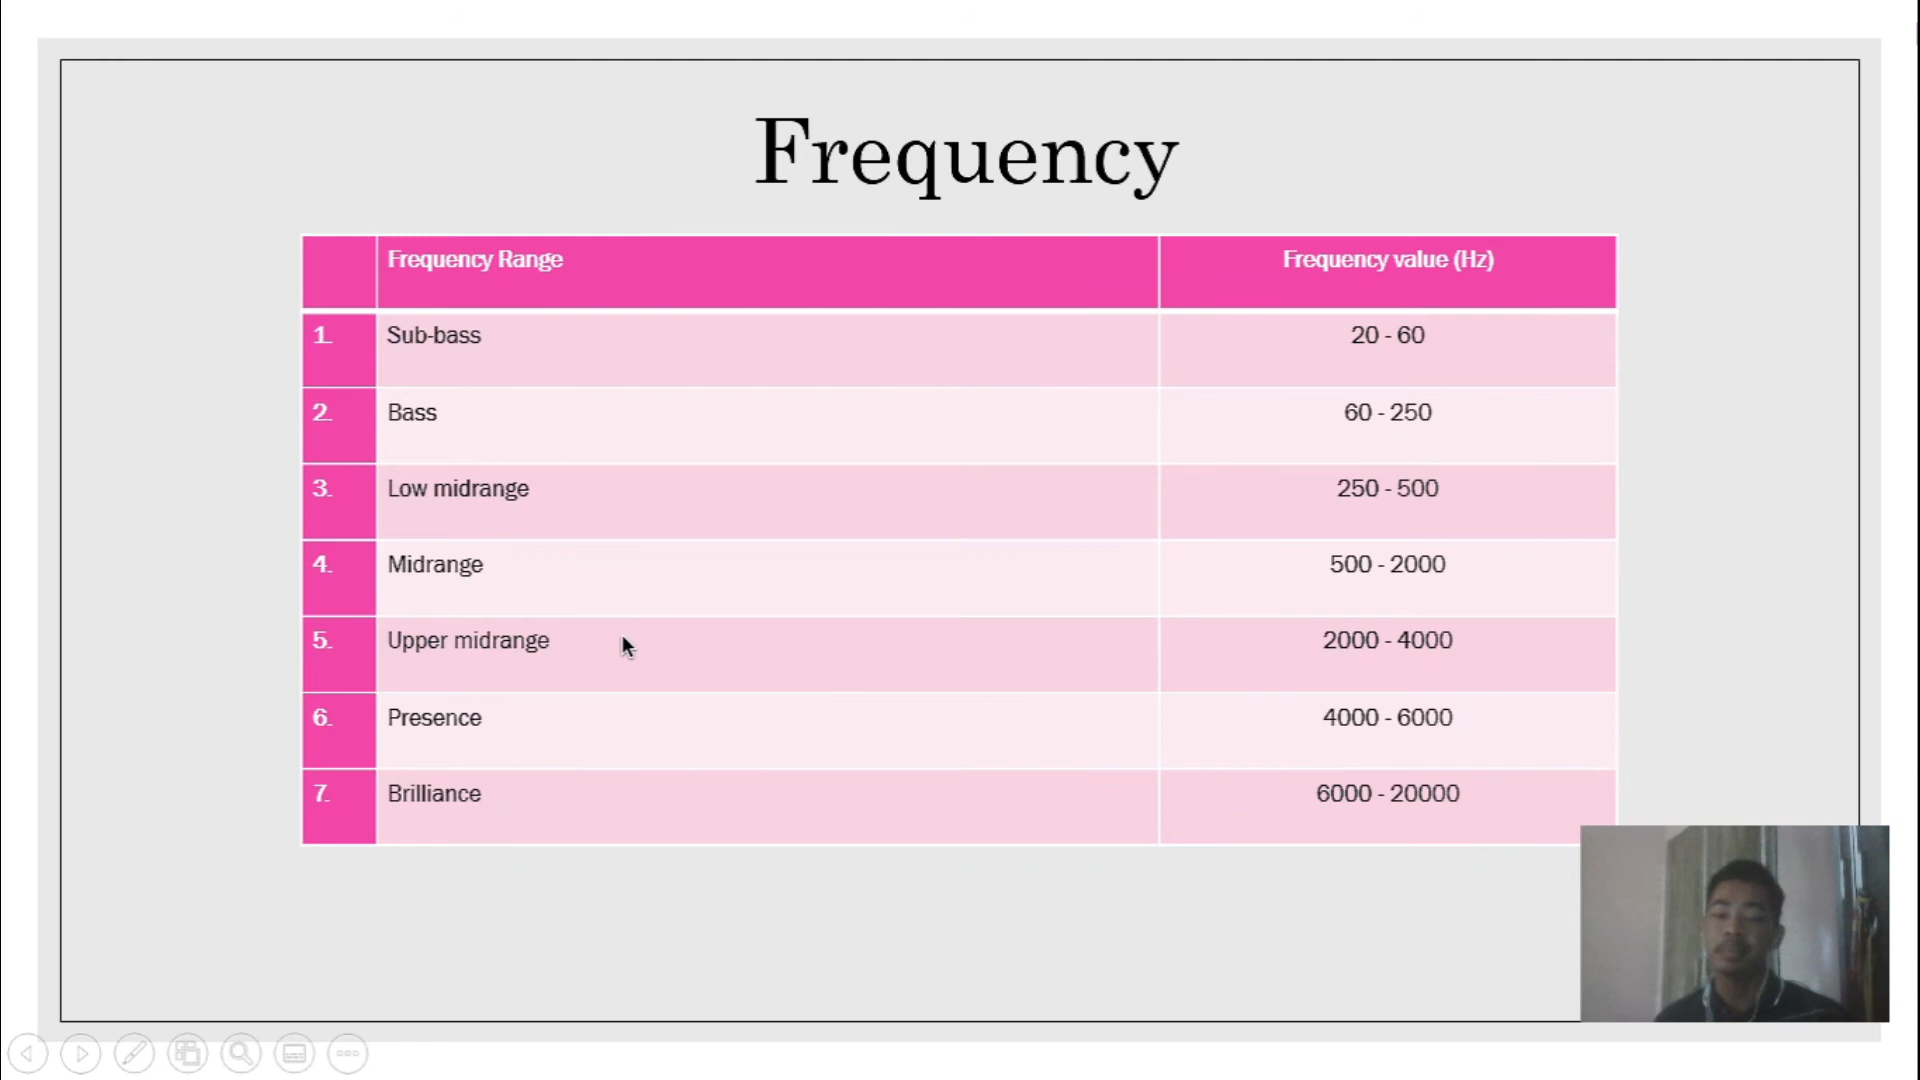 Frequency
Frequency Range Frequency value (Hz)
1. Sub-bass 20 - 60
2. Bass 60 - 250
3. Low midrange 250 - 500
4. Midrange 500 - 2000
5. Upper midrange 2000 - 4000
6. Presence 4000 - 6000
7. Brilliance 6000 - 20000